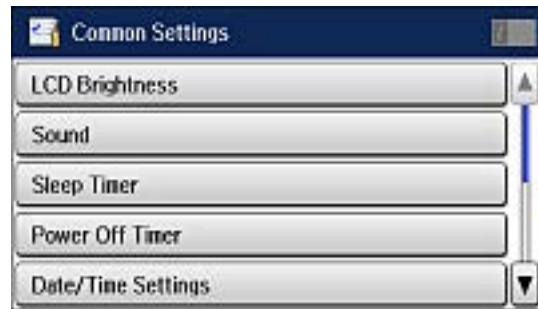 Common Settings
LCD Brightness
Sound
Sleep Timer
Power Off Timer
Date/Time Settings